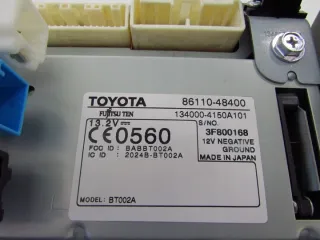 TOYOTA 86110-48400
FUJITSU TEN 134000-4150A101
13.2V⎓ S/NO.
CE0560 3F800168
FCC ID : BABBT002A 12V NEGATIVE
IC ID : 2024B-BT002A GROUND
MADE IN JAPAN
MODEL: BT002A